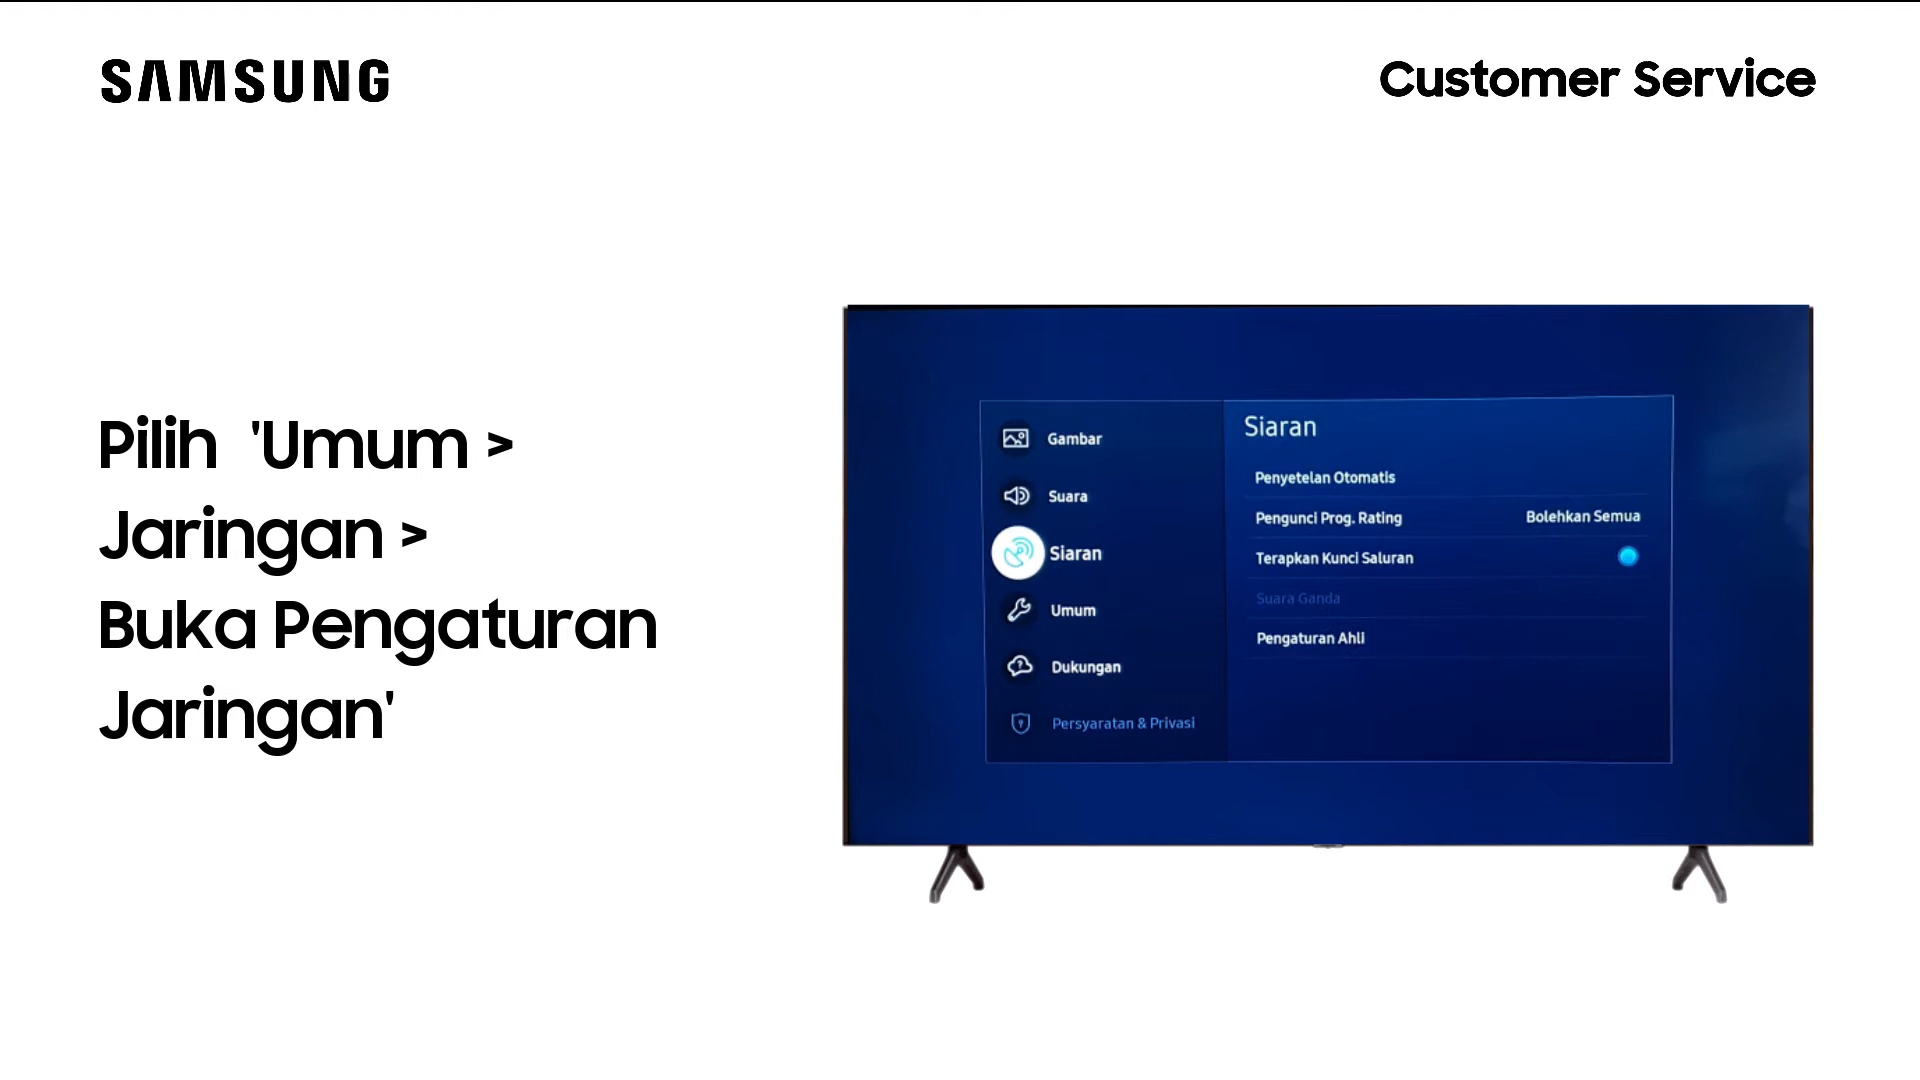 SAMSUNG
Customer Service
Pilih 'Umum >
Jaringan >
Buka Pengaturan
Jaringan'
Gambar
Suara
Siaran
Umum
Dukungan
Persyaratan & Privasi
Siaran
Penyetelan Otomatis
Pengunci Prog. Rating Bolehkan Semua
Terapkan Kunci Saluran
Suara Ganda
Pengaturan Ahli